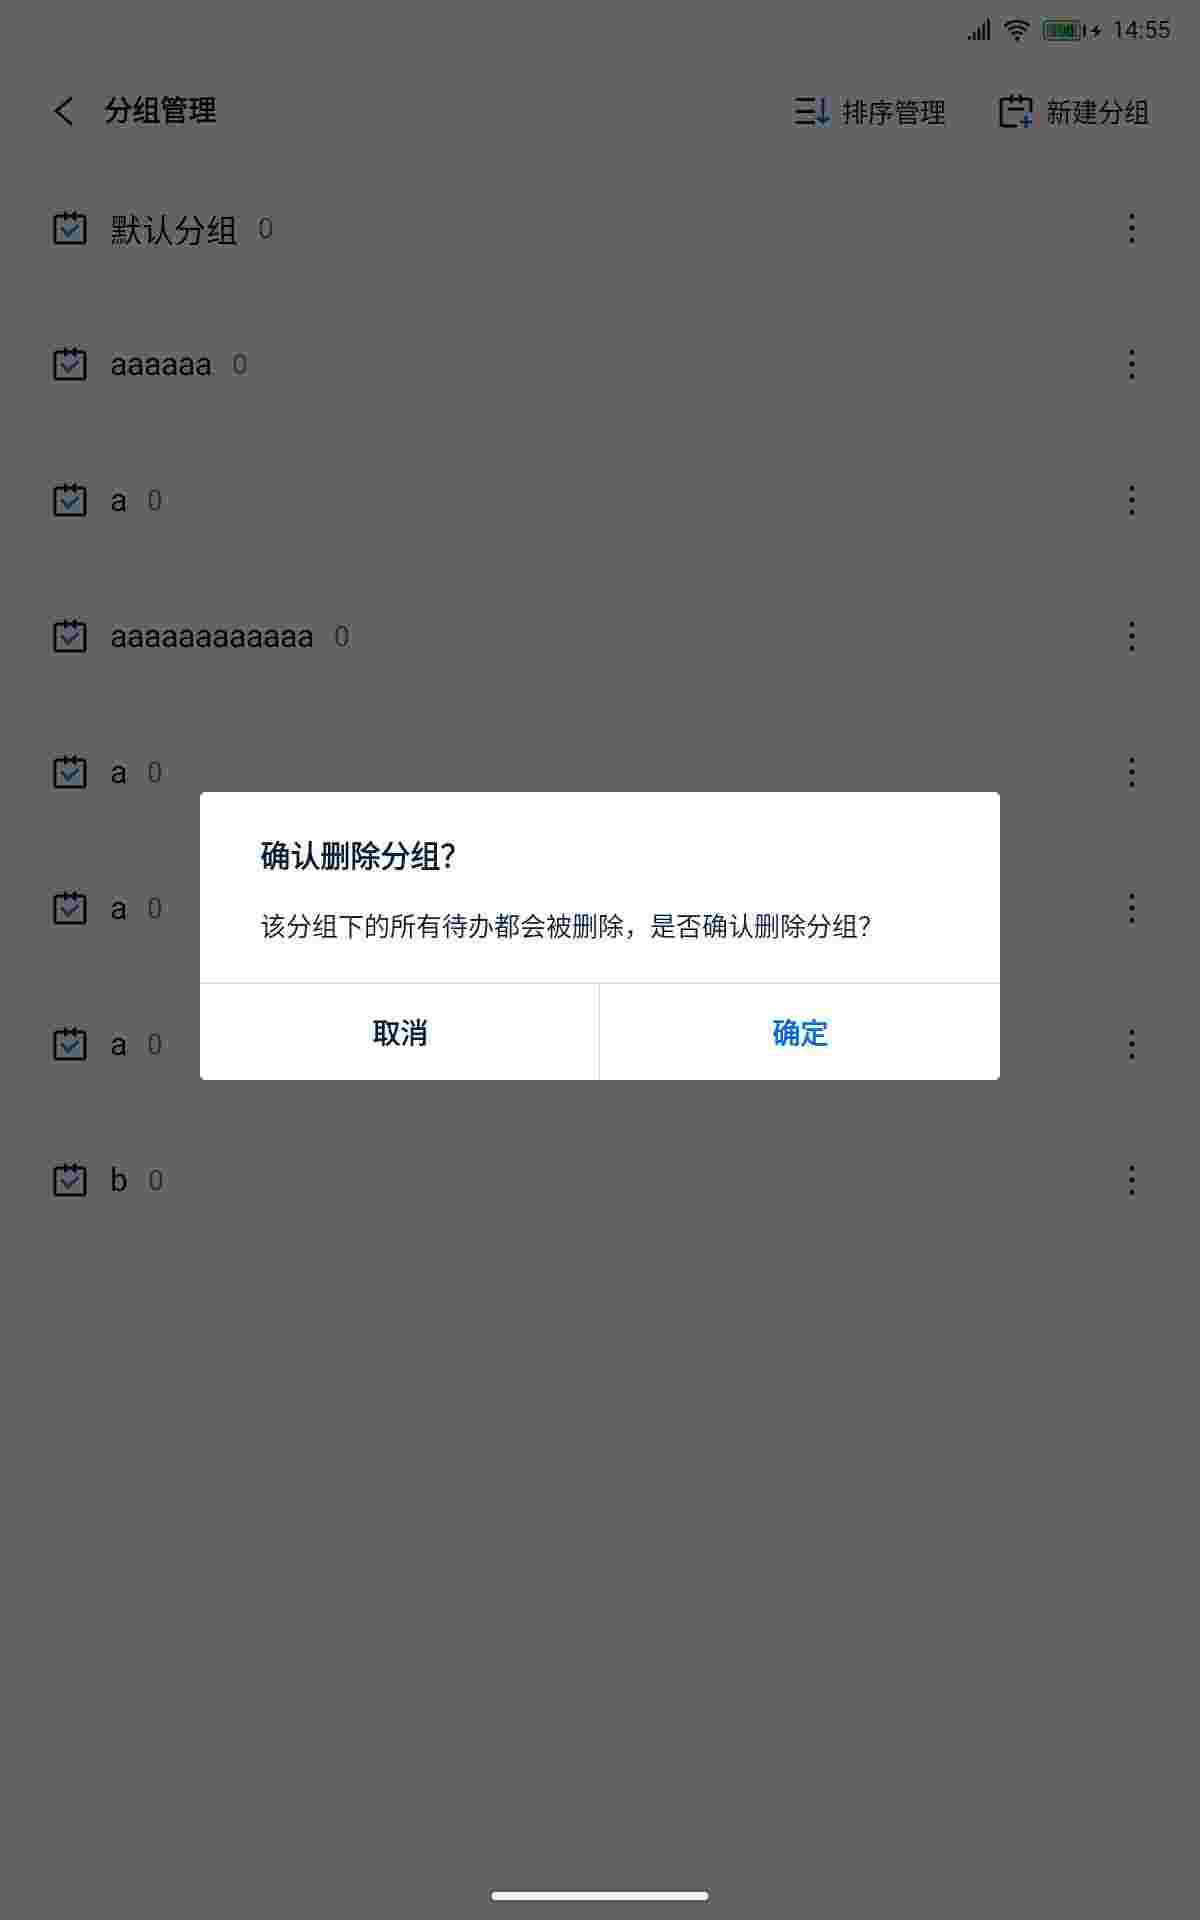 14:55
分组管理 排序管理 新建分组
默认分组 0
aaaaaa 0
a 0
aaaaaaaaaaaa 0
a 0
a 0
a 0
b 0
确认删除分组?
该分组下的所有待办都会被删除，是否确认删除分组?
取消 确定